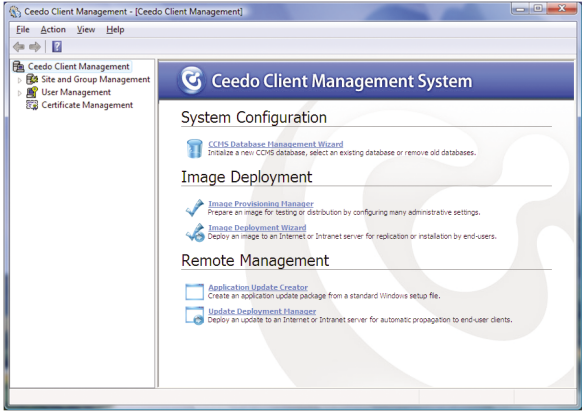 Ceedo Client Management - [Ceedo Client Management]
File Action View Help
Ceedo Client Management
Site and Group Management
User Management
Certificate Management
Ceedo Client Management System
System Configuration
CCMS Database Management Wizard
Initialize a new CCMS database, select an existing database or remove old databases.
Image Deployment
Image Provisioning Manager
Prepare an image for testing or distribution by configuring many administrative settings.
Image Deployment Wizard
Deploy an image to an Internet or Intranet server for replication or installation by end-users.
Remote Management
Application Update Creator
Create an application update package from a standard Windows setup file.
Update Deployment Manager
Deploy an update to an Internet or Intranet server for automatic propagation to end-user clients.